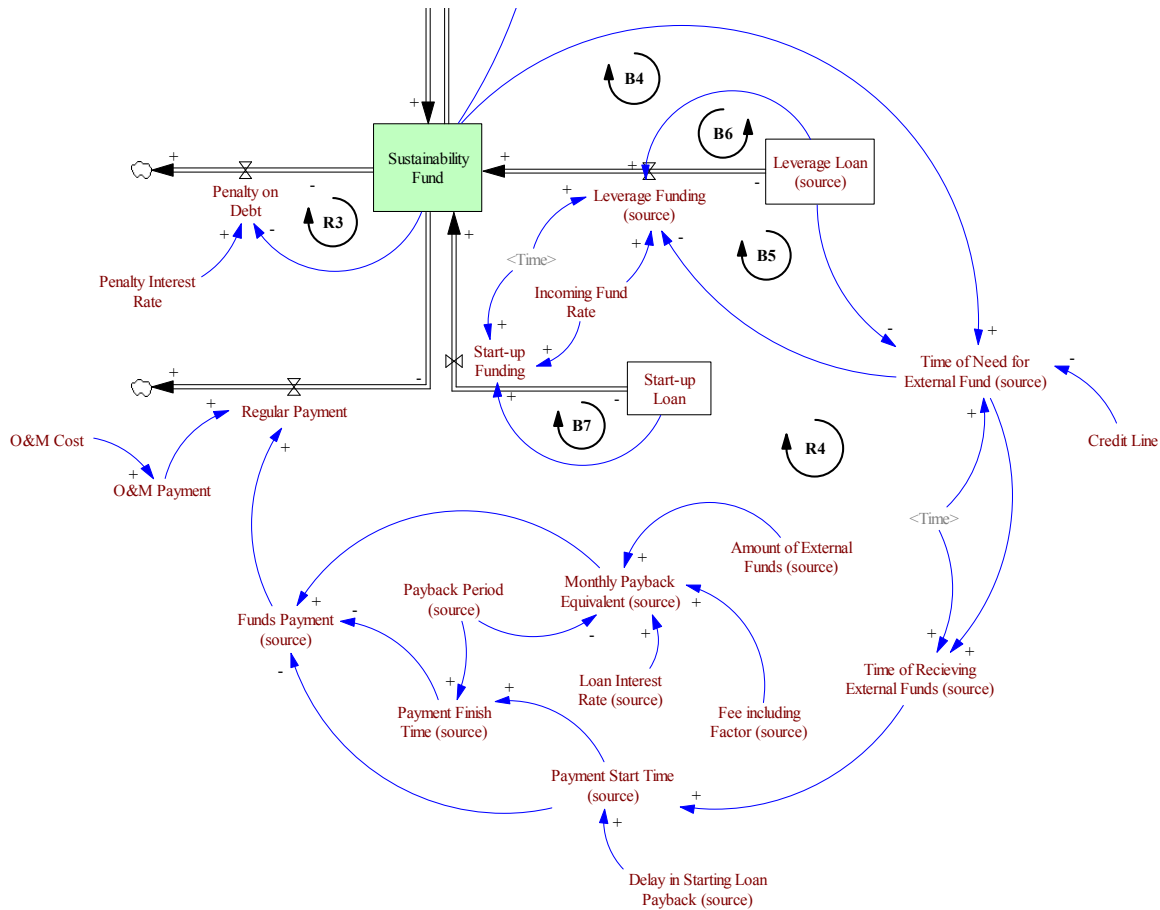 B4
+
B6
Sustainability
Fund
+
+
+
-
Leverage Loan
(source)
Penalty on
Debt
-
+
Leverage Funding
(source)
R3
+
-
+
+
-
B5
<Time>
Penalty Interest
Rate
Incoming Fund
Rate
+
+
-
+
Start-up
Funding
+
Time of Need for
External Fund (source)
-
+
-
Start-up
Loan
-
+
Regular Payment
+
+
B7
+
R4
Credit Line
O&M Cost
+
+
O&M Payment
<Time>
Amount of External
Funds (source)
+
Monthly Payback
Equivalent (source)
Payback Period
(source)
+
-
+
Funds Payment
(source)
-
+
+
+
-
+
+
Loan Interest
Rate (source)
Time of Recieving
External Funds (source)
Payment Finish
Time (source)
Fee including
Factor (source)
Payment Start Time
(source)
+
+
Delay in Starting Loan
Payback (source)